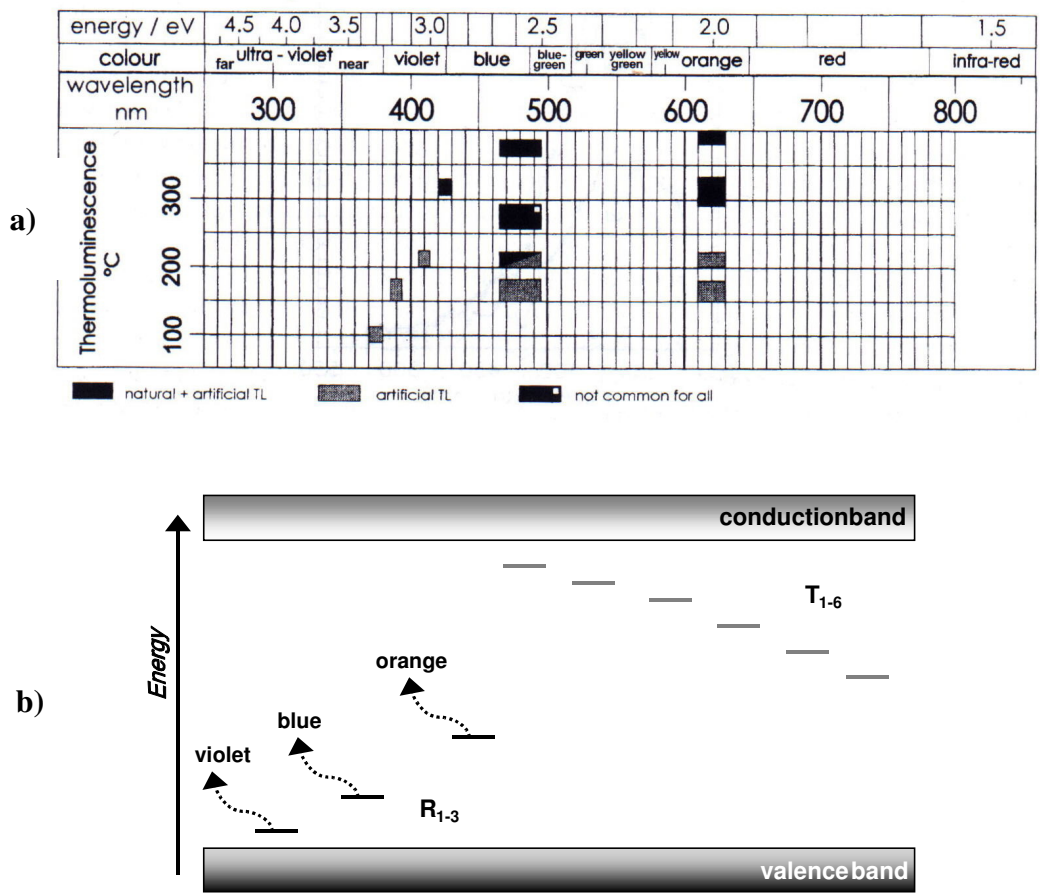 energy / eV 4.5 4.0 3.5 3.0 2.5 2.0 1.5
colour far ultra - violet near violet blue blue- green green yellow green yellow orange red infra-red
wavelength nm 300 400 500 600 700 800
a)
Thermoluminescence °C
300
200
100
natural + artificial TL artificial TL not common for all
b)
Energy
conductionband
T1-6
orange
blue
violet
R1-3
valenceband